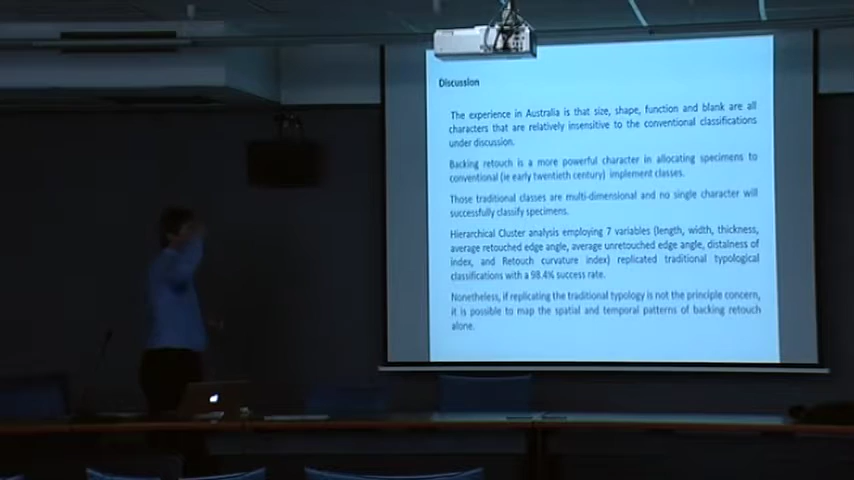 Discussion
The experience in Australia is that size, shape, function and blank are all
characters that are relatively insensitive to the conventional classifications
under discussion.
Backing retouch is a more powerful character in allocating specimens to
conventional (ie early twentieth century) implement classes.
Those traditional classes are multi-dimensional and no single character will
successfully classify specimens.
Hierarchical Cluster analysis employing 7 variables (length, width, thickness,
average retouched edge angle, average unretouched edge angle, distalness of
index, and Retouch curvature index) replicated traditional typological
classifications with a 98.4% success rate.
Nonetheless, if replicating the traditional typology is not the principle concern,
it is possible to map the spatial and temporal patterns of backing retouch
alone.